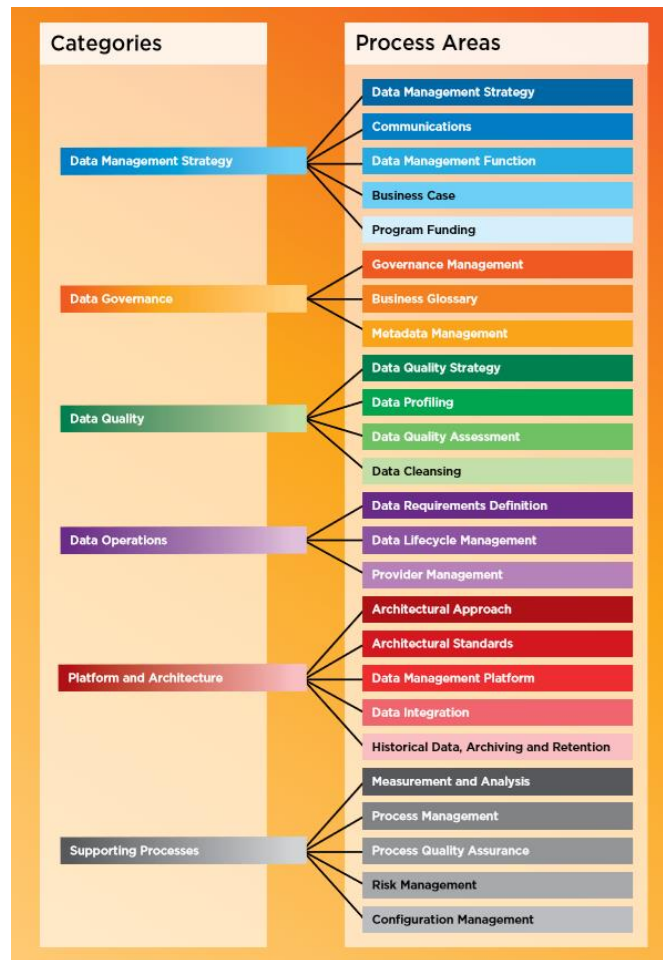 Categories
Process Areas
Data Management Strategy
Data Management Strategy
Communications
Data Management Function
Business Case
Program Funding
Data Governance
Governance Management
Business Glossary
Metadata Management
Data Quality
Data Quality Strategy
Data Profiling
Data Quality Assessment
Data Cleansing
Data Operations
Data Requirements Definition
Data Lifecycle Management
Provider Management
Platform and Architecture
Architectural Approach
Architectural Standards
Data Management Platform
Data Integration
Historical Data, Archiving and Retention
Supporting Processes
Measurement and Analysis
Process Management
Process Quality Assurance
Risk Management
Configuration Management